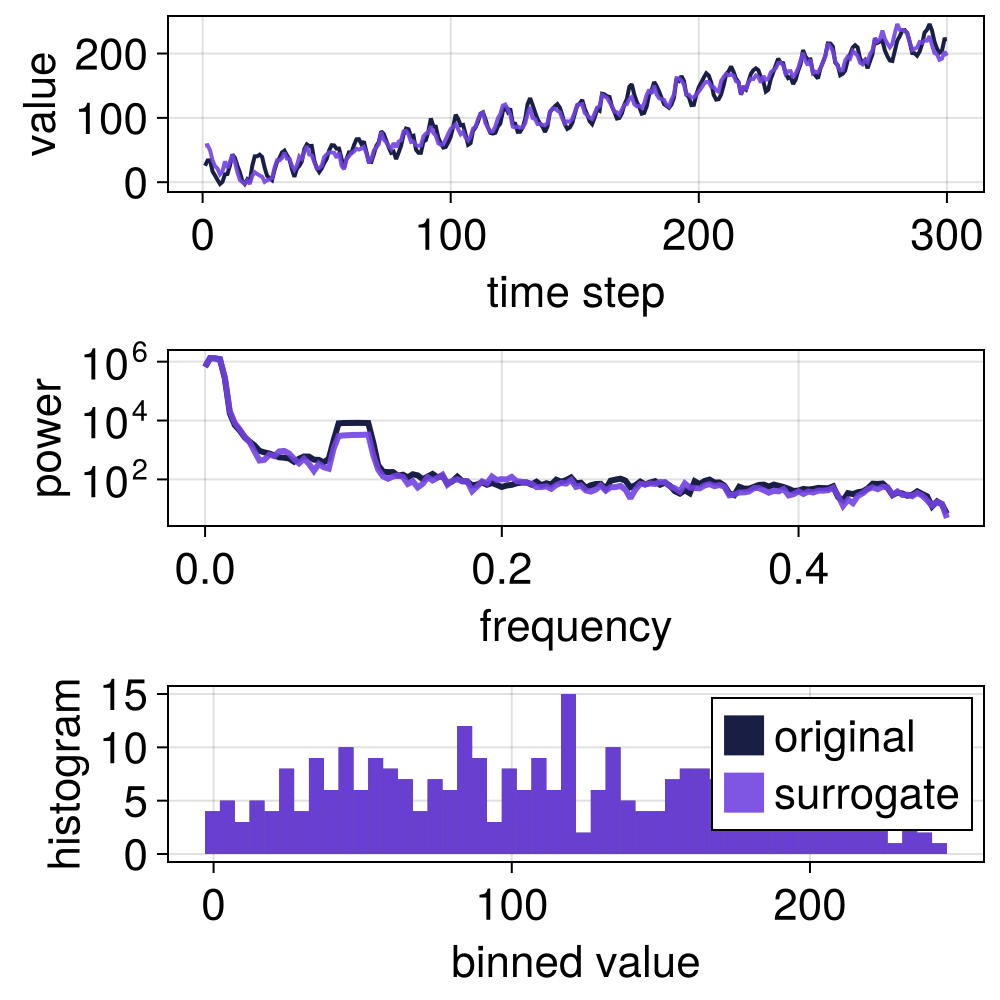 value
200
100
0
0 100 200 300
time step
power
10^6
10^4
10^2
0.0 0.2 0.4
frequency
histogram
15
10
5
0
original
surrogate
0 100 200
binned value